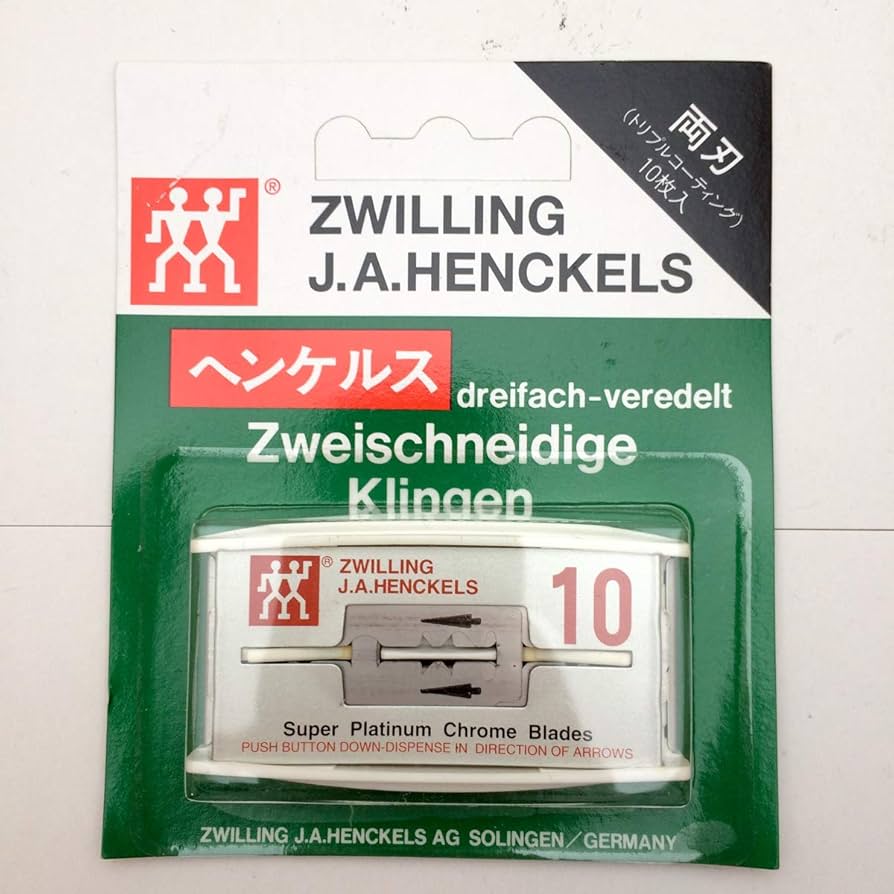 両刃
(トリプルコーティング)
10枚入
®
ZWILLING
J.A.HENCKELS
ヘンケルス
dreifach-veredelt
Zweischneidige
Klingen
®
ZWILLING
J.A.HENCKELS
10
Super Platinum Chrome Blades
PUSH BUTTON DOWN-DISPENSE IN DIRECTION OF ARROWS
ZWILLING J.A.HENCKELS AG SOLINGEN/GERMANY